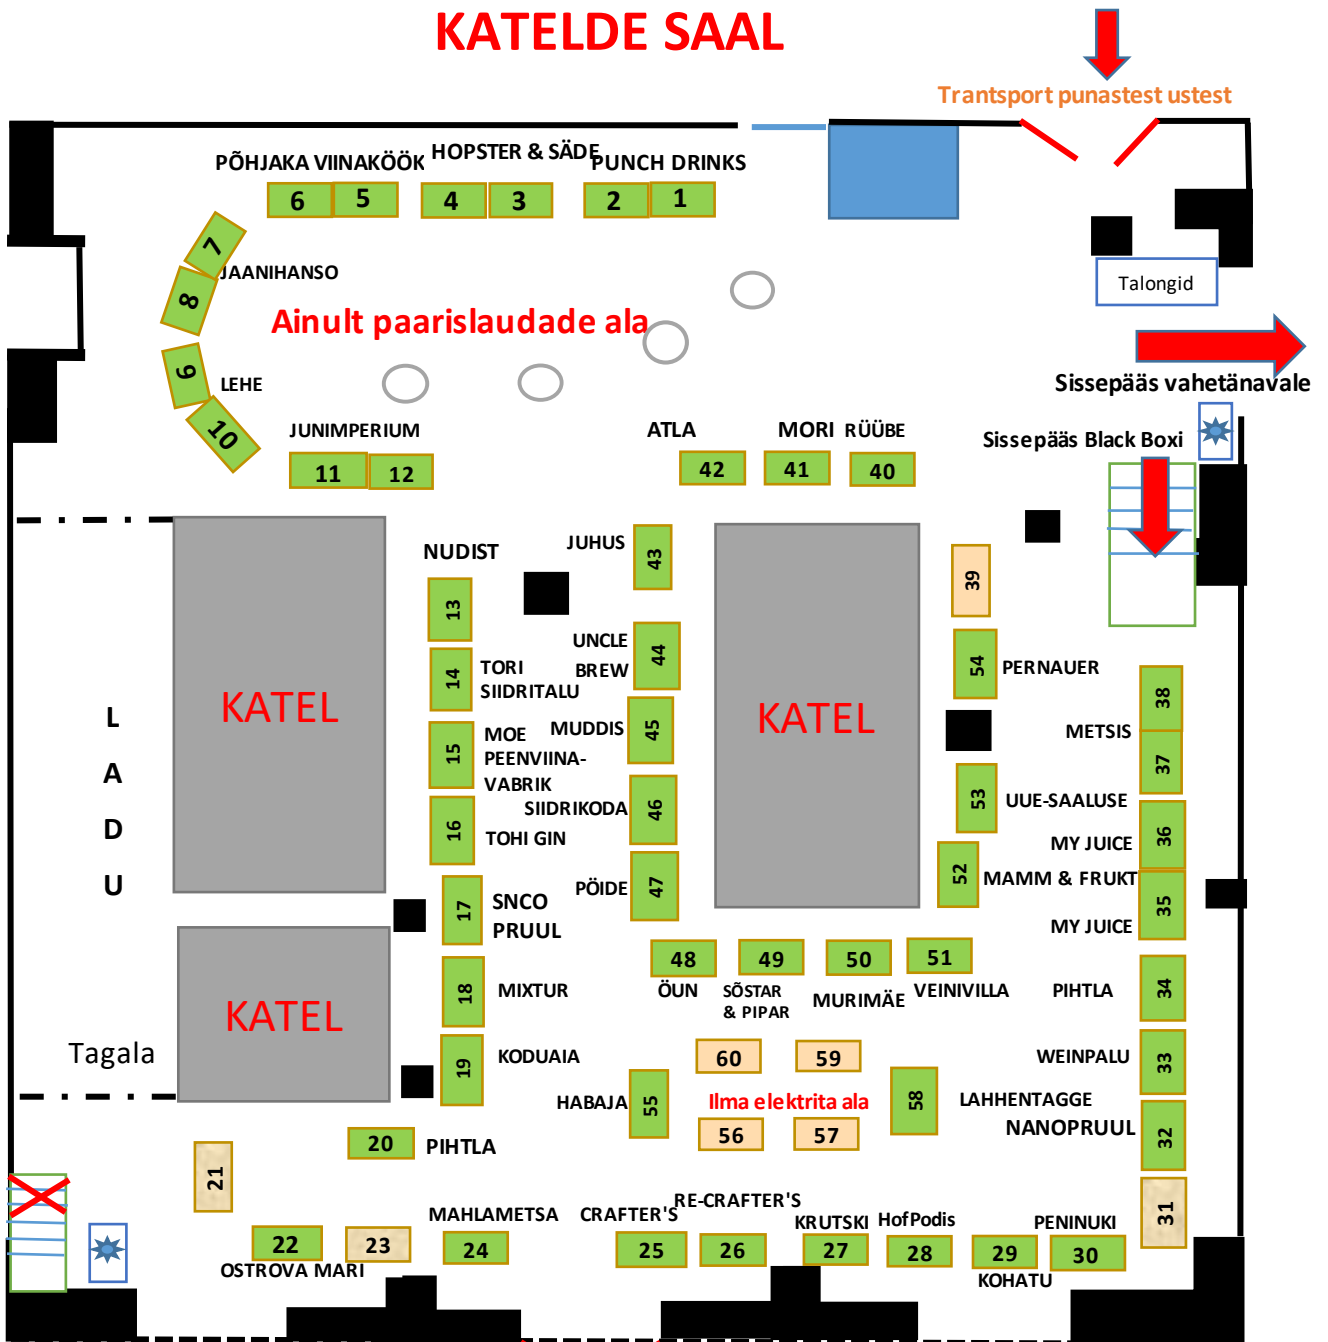 KATELDE SAAL
Trantsport punastest ustest
PÕHJAKA VIINAKÖÖK
HOPSTER & SÄDE
PUNCH DRINKS
6
5
4
3
2
1
7
8
JAANIHANSO
Talongid
Ainult paarislaudade ala
9
LEHE
10
Sissepääs vahetänavale
JUNIMPERIUM
11
12
ATLA
MORI
RÜÜBE
42
41
40
Sissepääs Black Boxi
NUDIST
13
JUHUS
43
39
14
TORI
SIIDRITALU
UNCLE
BREW
44
54
PERNAUER
38
KATEL
KATEL
L
A
D
U
15
MOE
PEENVIINA-
VABRIK
MUDDIS
45
METSIS
37
16
TOHI GIN
SIIDRIKODA
46
53
UUE-SAALUSE
MY JUICE
36
PÖIDE
47
52
MAMM & FRUKT
35
MY JUICE
17
SNCO
PRUUL
48
49
50
51
ÖUN
SÕSTAR
& PIPAR
MURIMÄE
VEINIVILLA
PIHTLA
34
KATEL
18
MIXTUR
Tagala
19
KODUAIA
60
59
WEINPALU
33
HABAJA
55
Ilma elektrita ala
58
LAHHENTAGGE
56
57
NANOPRUUL
32
20
PIHTLA
21
31
MAHLAMETSA
CRAFTER'S
RE-CRAFTER'S
KRUTSKI
HofPodis
PENINUKI
22
23
24
25
26
27
28
29
30
OSTROVA MARI
KOHATU